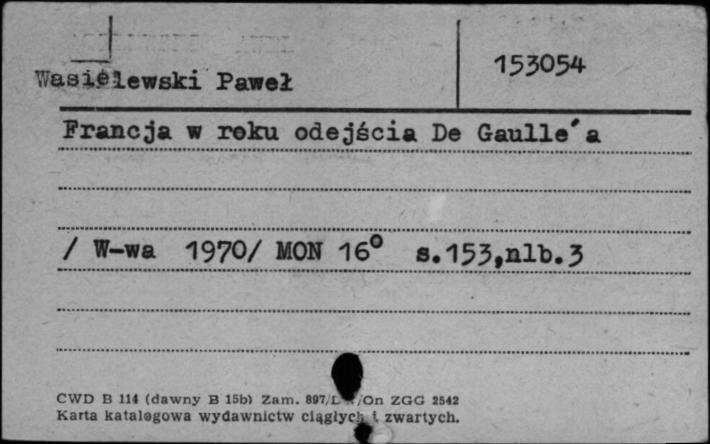 153054
Wasielewski Paweł
Francja w roku odejścia De Gaulle´a
/ W-wa 1970/ MON 16° s.153,nlb.3
CWD B 114 (dawny B 15b) Zam. 897/ /On ZGG 2542
Karta katalogowa wydawnictw ciągłych i zwartych.